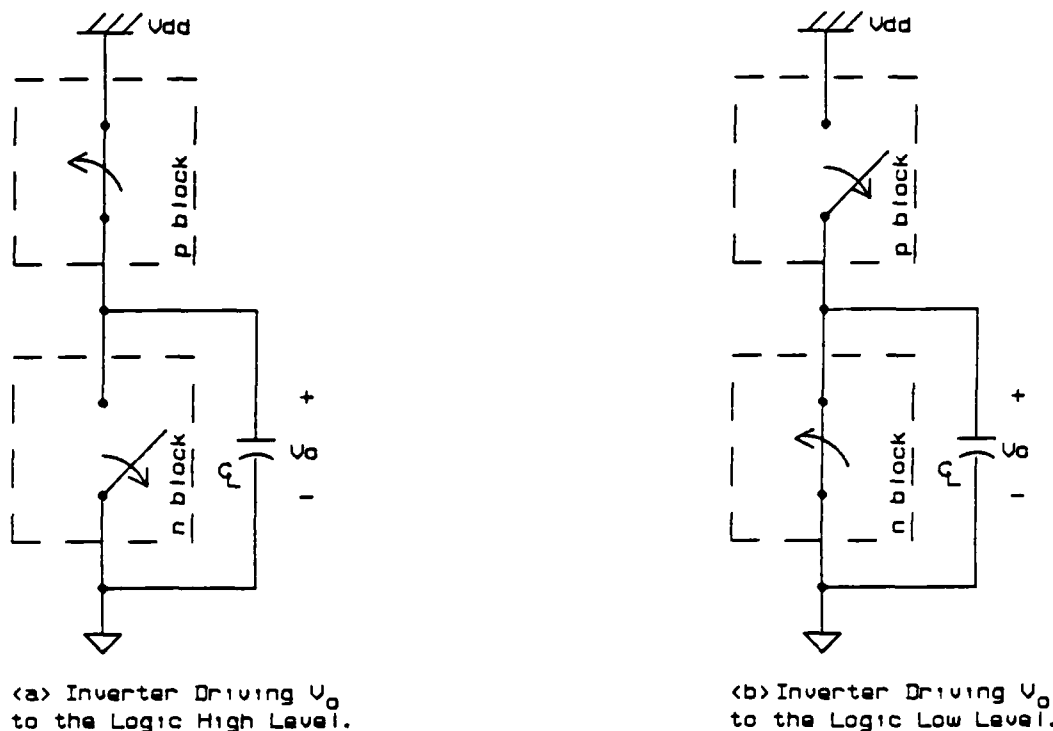 Vdd
p block
+
Vo
CL
-
n block
<a> Inverter Driving Vo
to the Logic High Level.
Vdd
p block
+
Vo
CL
-
n block
<b> Inverter Driving Vo
to the Logic Low Level.